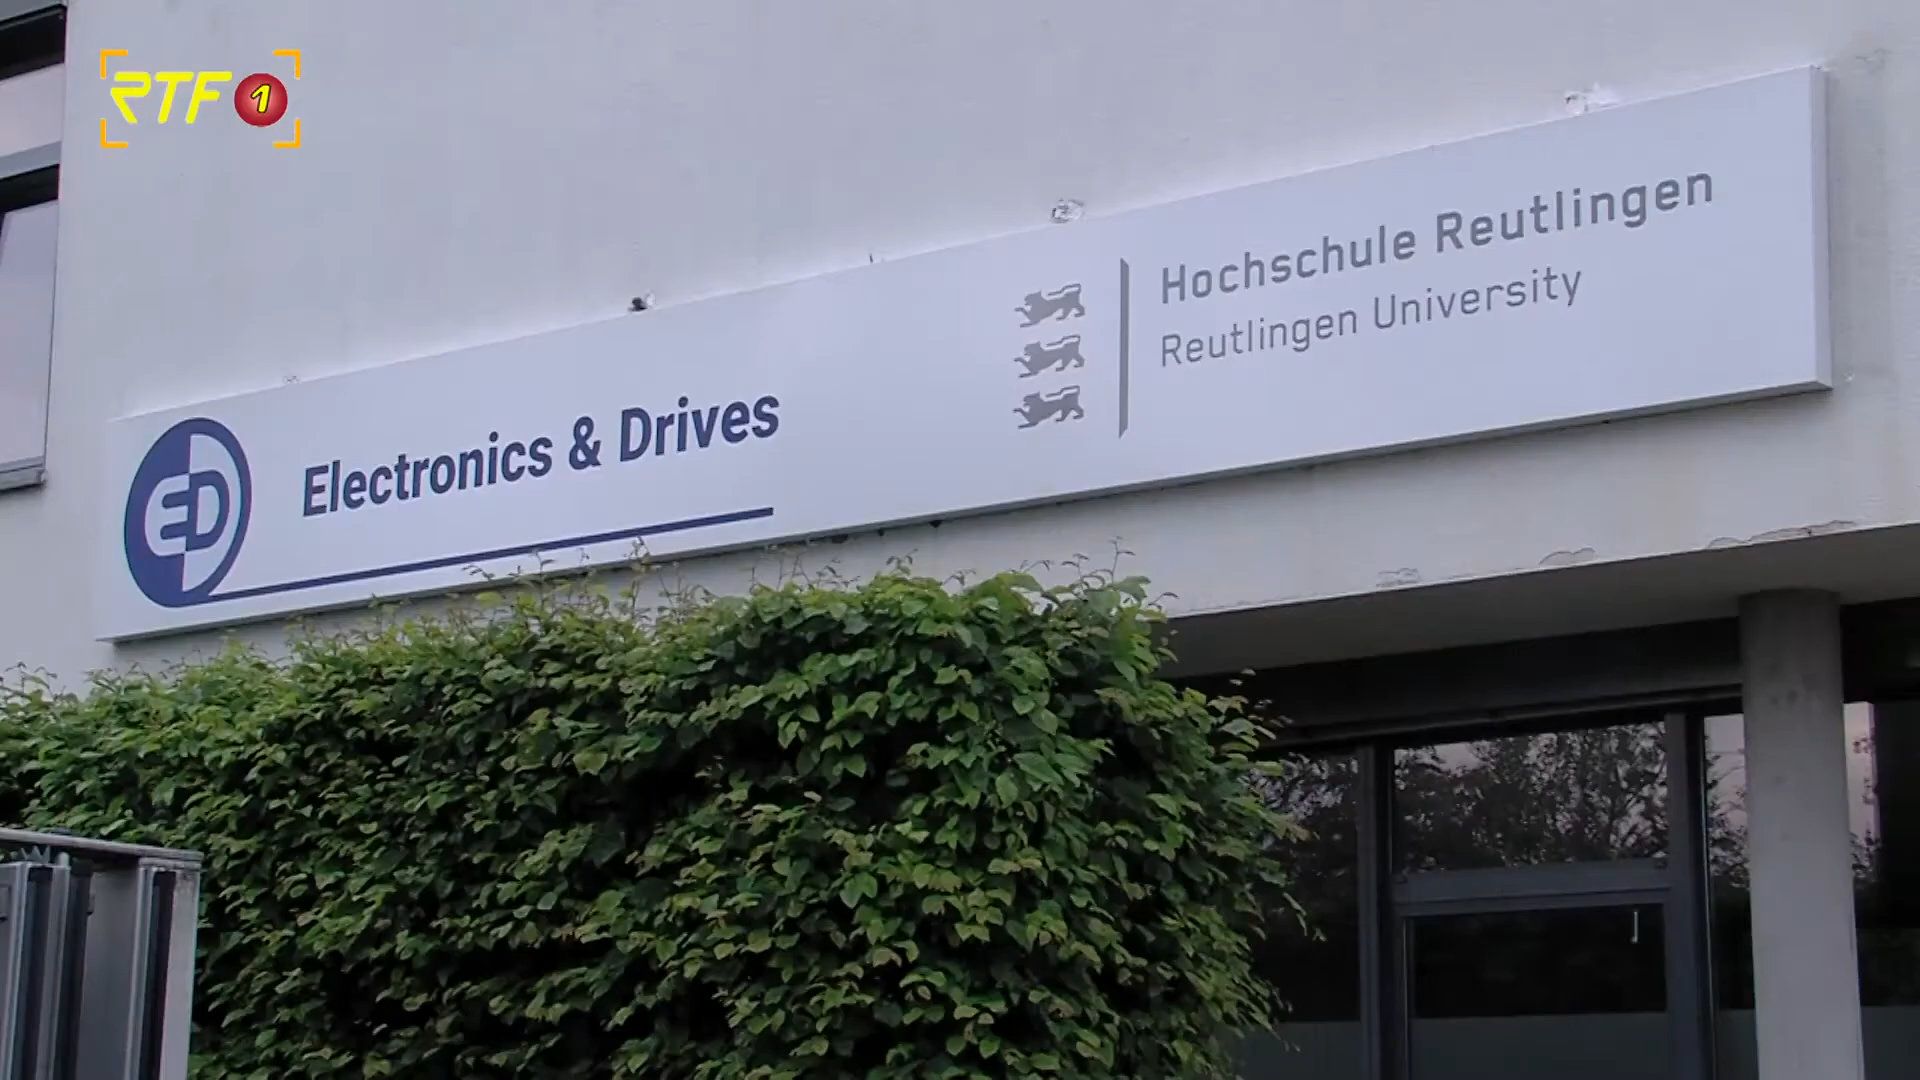 RTF 1
Hochschule Reutlingen
Reutlingen University
ED Electronics & Drives